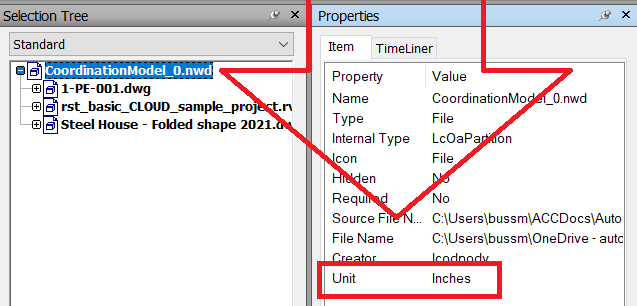 Selection Tree
Standard
CoordinationModel_0.nwd
1-PE-001.dwg
rst_basic_CLOUD_sample_project.rv
Steel House - Folded shape 2021.dw
Properties
Item TimeLiner
Property Value
Name CoordinationModel_0.nwd
Type File
Internal Type LcOaPartition
Icon File
Hidden No
Required No
Source File N... C:\Users\bussm\ACCDocs\Auto
File Name C:\Users\bussm\OneDrive - auto
Creator lcodpodv
Unit Inches